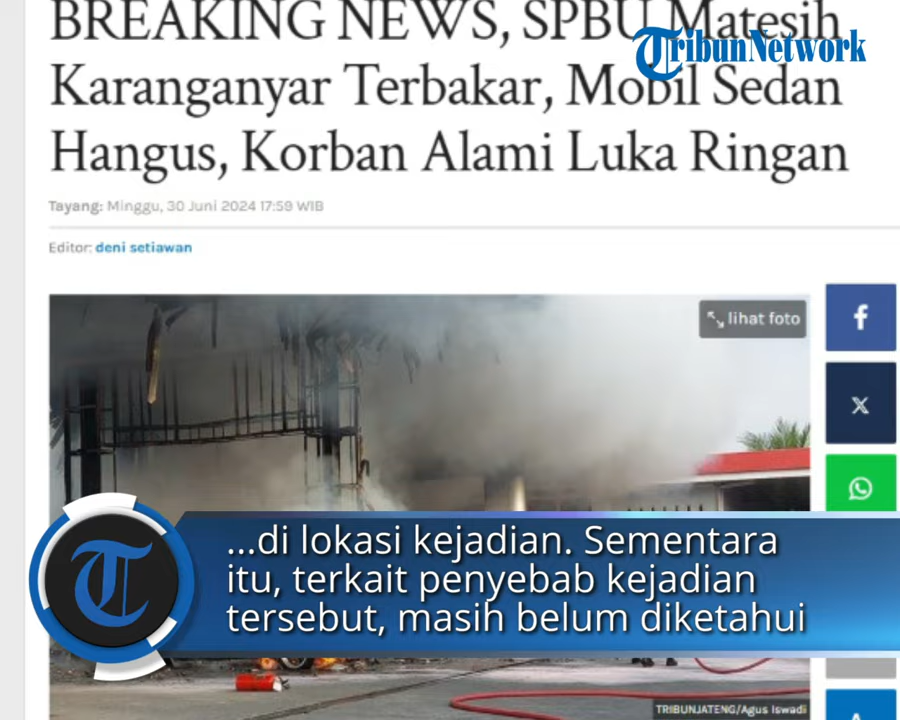 BREAKING NEWS, SPBU Matesih
TribunNetwork
Karanganyar Terbakar, Mobil Sedan
Hangus, Korban Alami Luka Ringan
Tayang: Minggu, 30 Juni 2024 17:59 WIB
Editor: deni setiawan
lihat foto
...di lokasi kejadian. Sementara
itu, terkait penyebab kejadian
tersebut, masih belum diketahui
TRIBUNJATENG/Agus Iswadi